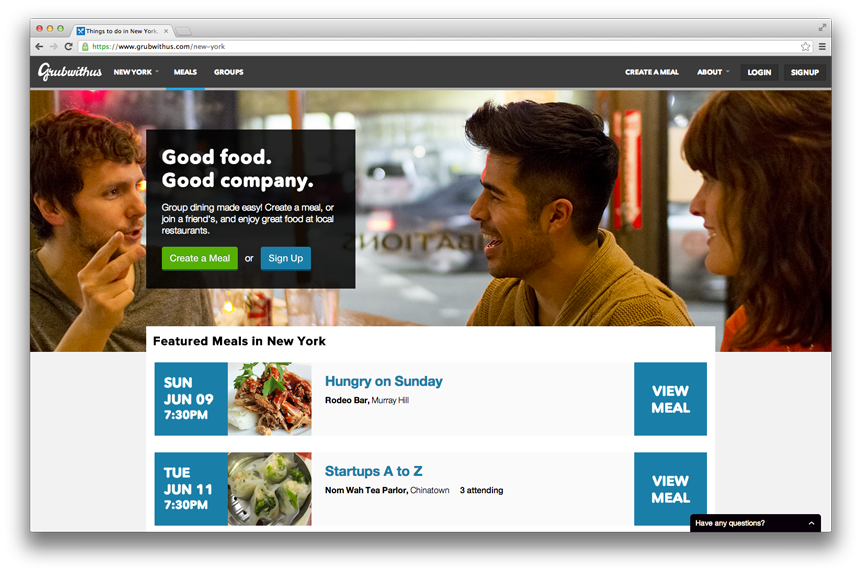 Things to do in New York,
https://www.grubwithus.com/new-york
Grubwithus NEW YORK MEALS GROUPS CREATE A MEAL ABOUT LOGIN SIGNUP
Good food.
Good company.
Group dining made easy! Create a meal, or
join a friend's, and enjoy great food at local
restaurants.
Create a Meal or Sign Up
BATIONS
Featured Meals in New York
SUN
JUN 09
7:30PM
Hungry on Sunday
Rodeo Bar, Murray Hill
VIEW
MEAL
TUE
JUN 11
7:30PM
Startups A to Z
Nom Wah Tea Parlor, Chinatown 3 attending
VIEW
MEAL
Have any questions?